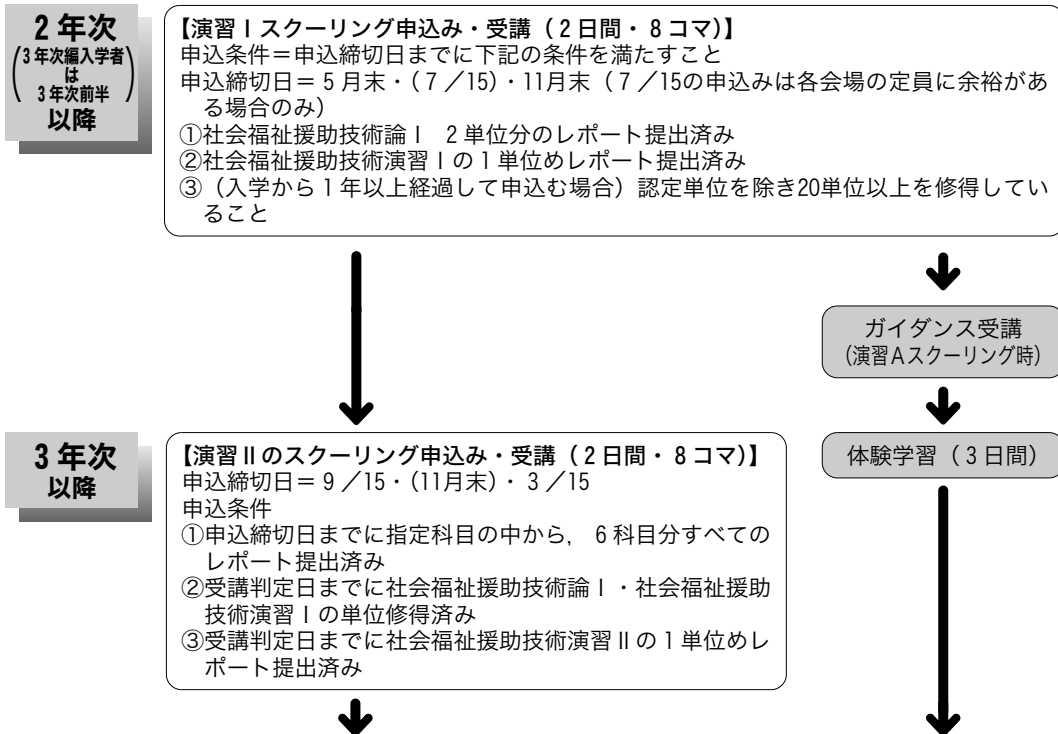 2年次
(3年次編入学者
は
3年次前半)
以降
【演習Ⅰスクーリング申込み・受講(2日間・8コマ)】
申込条件=申込締切日までに下記の条件を満たすこと
申込締切日=5月末・(7/15)・11月末(7/15の申込みは各会場の定員に余裕があ
る場合のみ)
①社会福祉援助技術論Ⅰ 2単位分のレポート提出済み
②社会福祉援助技術演習Ⅰの1単位めレポート提出済み
③(入学から1年以上経過して申込む場合)認定単位を除き20単位以上を修得してい
ること
ガイダンス受講
(演習Aスクーリング時)
3年次
以降
【演習Ⅱのスクーリング申込み・受講(2日間・8コマ)】
申込締切日=9/15・(11月末)・3/15
申込条件
①申込締切日までに指定科目の中から,6科目分すべての
レポート提出済み
②受講判定日までに社会福祉援助技術論Ⅰ・社会福祉援助
技術演習Ⅰの単位修得済み
③受講判定日までに社会福祉援助技術演習Ⅱの1単位めレ
ポート提出済み
体験学習(3日間)